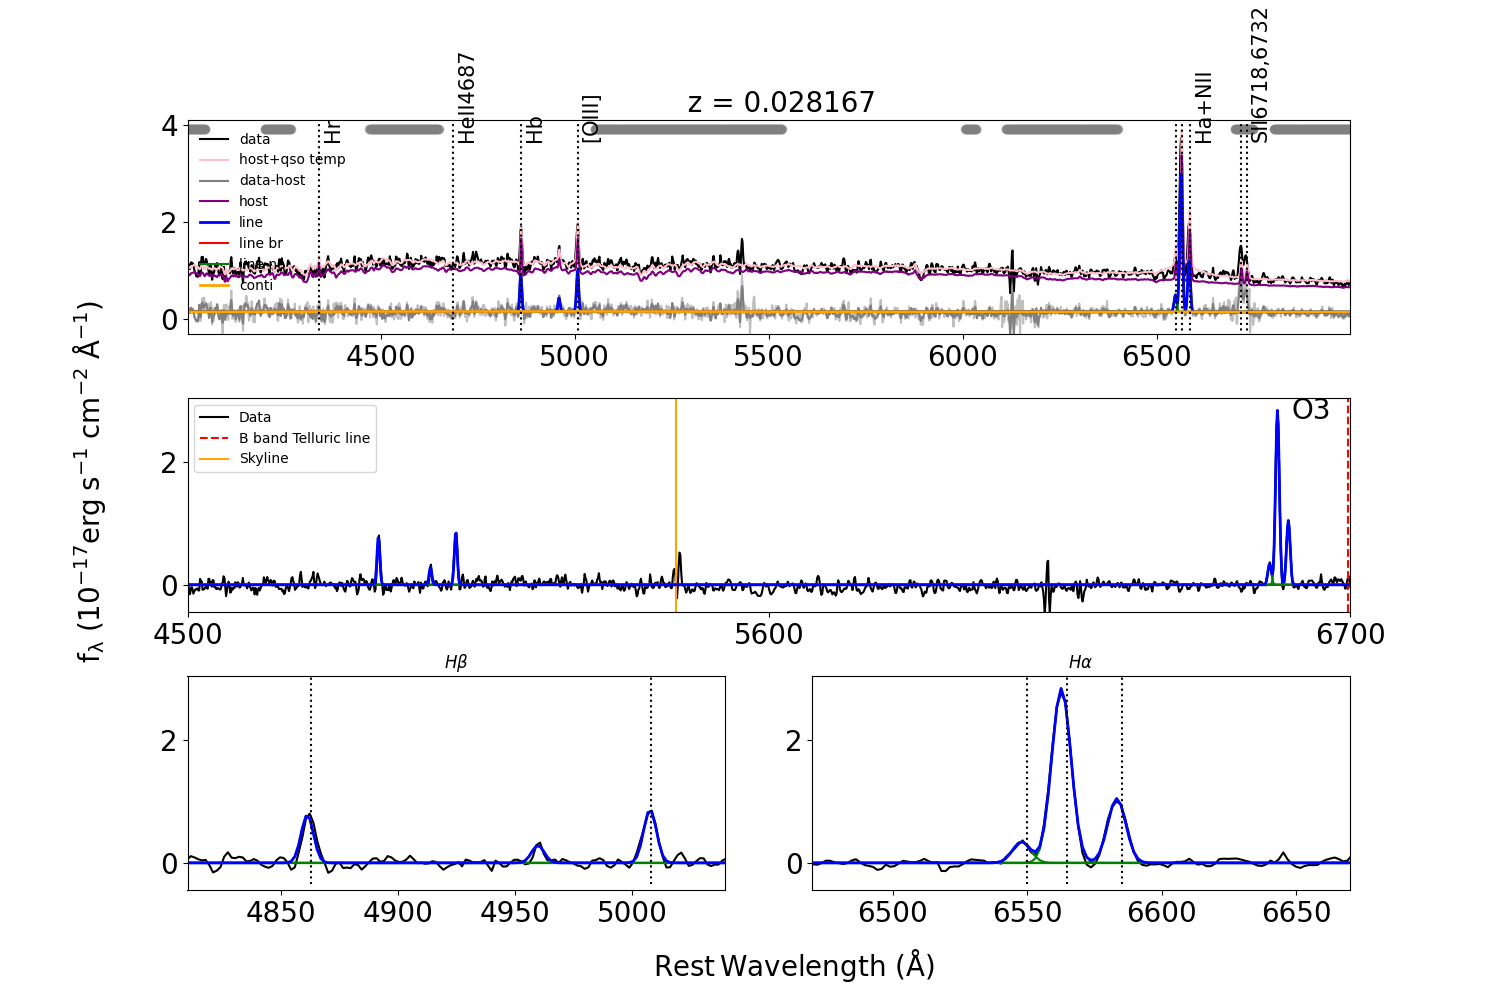 z = 0.028167
Hr
HeII4687
Hb
[OIII]
Ha+NII
SII6718,6732
data
host+qso temp
data-host
host
line
line br
line na
conti
4
2
0
4500 5000 5500 6000 6500
Data
B band Telluric line
Skyline
O3
2
0
4500 5600 6700
fλ (10−17erg s−1 cm−2 Å−1)
Hβ
2
0
4850 4900 4950 5000
Hα
2
0
6500 6550 6600 6650
Rest Wavelength (Å)